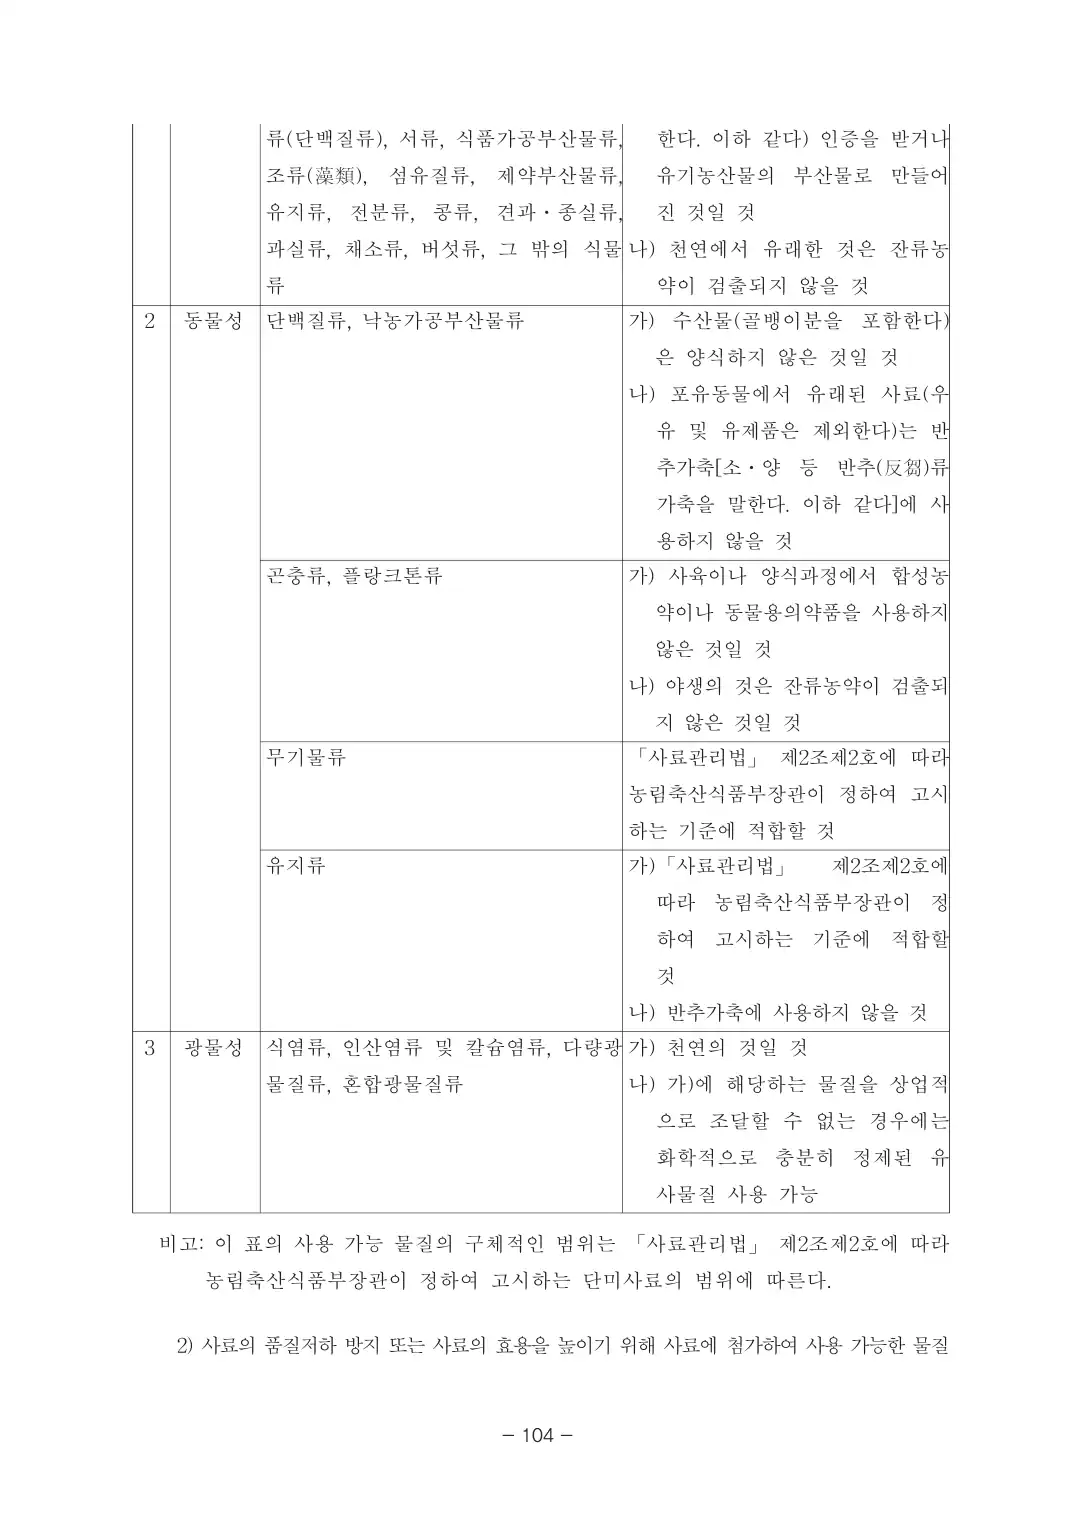 류(단백질류), 서류, 식품가공부산물류,
조류(藻類), 섬유질류, 제약부산물류,
유지류, 전분류, 콩류, 견과·종실류,
과실류, 채소류, 버섯류, 그 밖의 식물
류
한다. 이하 같다) 인증을 받거나
유기농산물의 부산물로 만들어
진 것일 것
나) 천연에서 유래한 것은 잔류농
약이 검출되지 않을 것
2 동물성 단백질류, 낙농가공부산물류
가) 수산물(골뱅이분을 포함한다)
은 양식하지 않은 것일 것
나) 포유동물에서 유래된 사료(우
유 및 유제품은 제외한다)는 반
추가축[소·양 등 반추(反芻)류
가축을 말한다. 이하 같다]에 사
용하지 않을 것
곤충류, 플랑크톤류
가) 사육이나 양식과정에서 합성농
약이나 동물용의약품을 사용하지
않은 것일 것
나) 야생의 것은 잔류농약이 검출되
지 않은 것일 것
무기물류
「사료관리법」 제2조제2호에 따라
농림축산식품부장관이 정하여 고시
하는 기준에 적합할 것
유지류
가)「사료관리법」 제2조제2호에
따라 농림축산식품부장관이 정
하여 고시하는 기준에 적합할
것
나) 반추가축에 사용하지 않을 것
3 광물성 식염류, 인산염류 및 칼슘염류, 다량광
물질류, 혼합광물질류
가) 천연의 것일 것
나) 가)에 해당하는 물질을 상업적
으로 조달할 수 없는 경우에는
화학적으로 충분히 정제된 유
사물질 사용 가능
비고: 이 표의 사용 가능 물질의 구체적인 범위는 「사료관리법」 제2조제2호에 따라
농림축산식품부장관이 정하여 고시하는 단미사료의 범위에 따른다.
2) 사료의 품질저하 방지 또는 사료의 효용을 높이기 위해 사료에 첨가하여 사용 가능한 물질
- 104 -